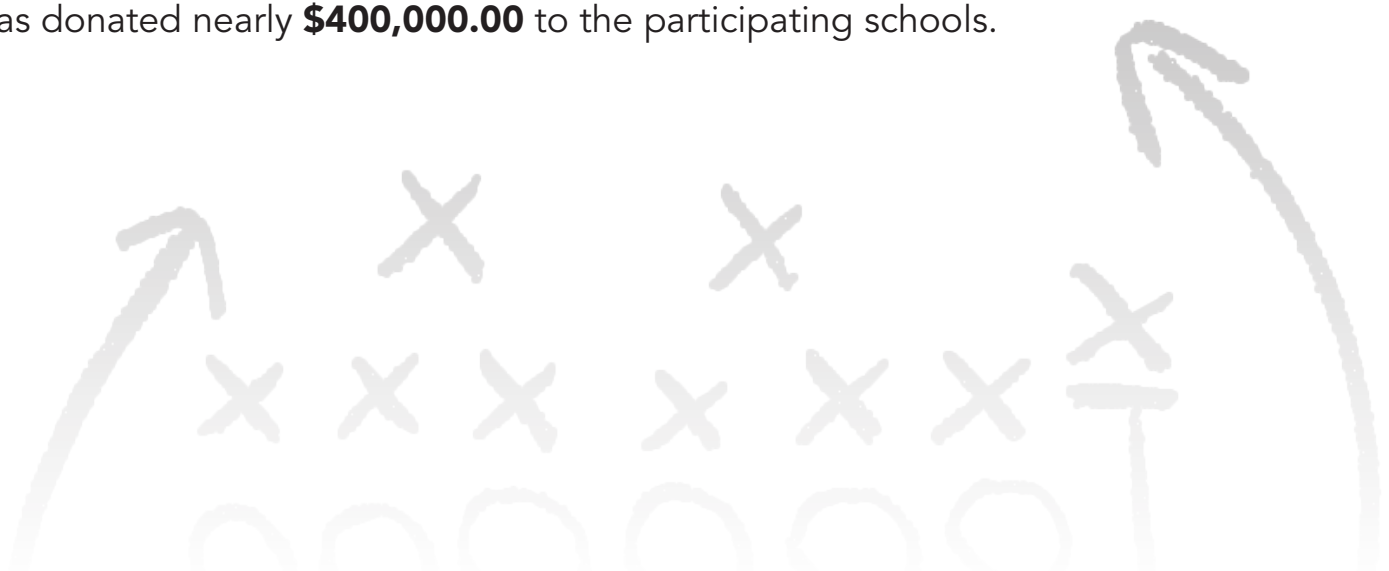 as donated nearly $400,000.00 to the participating schools.